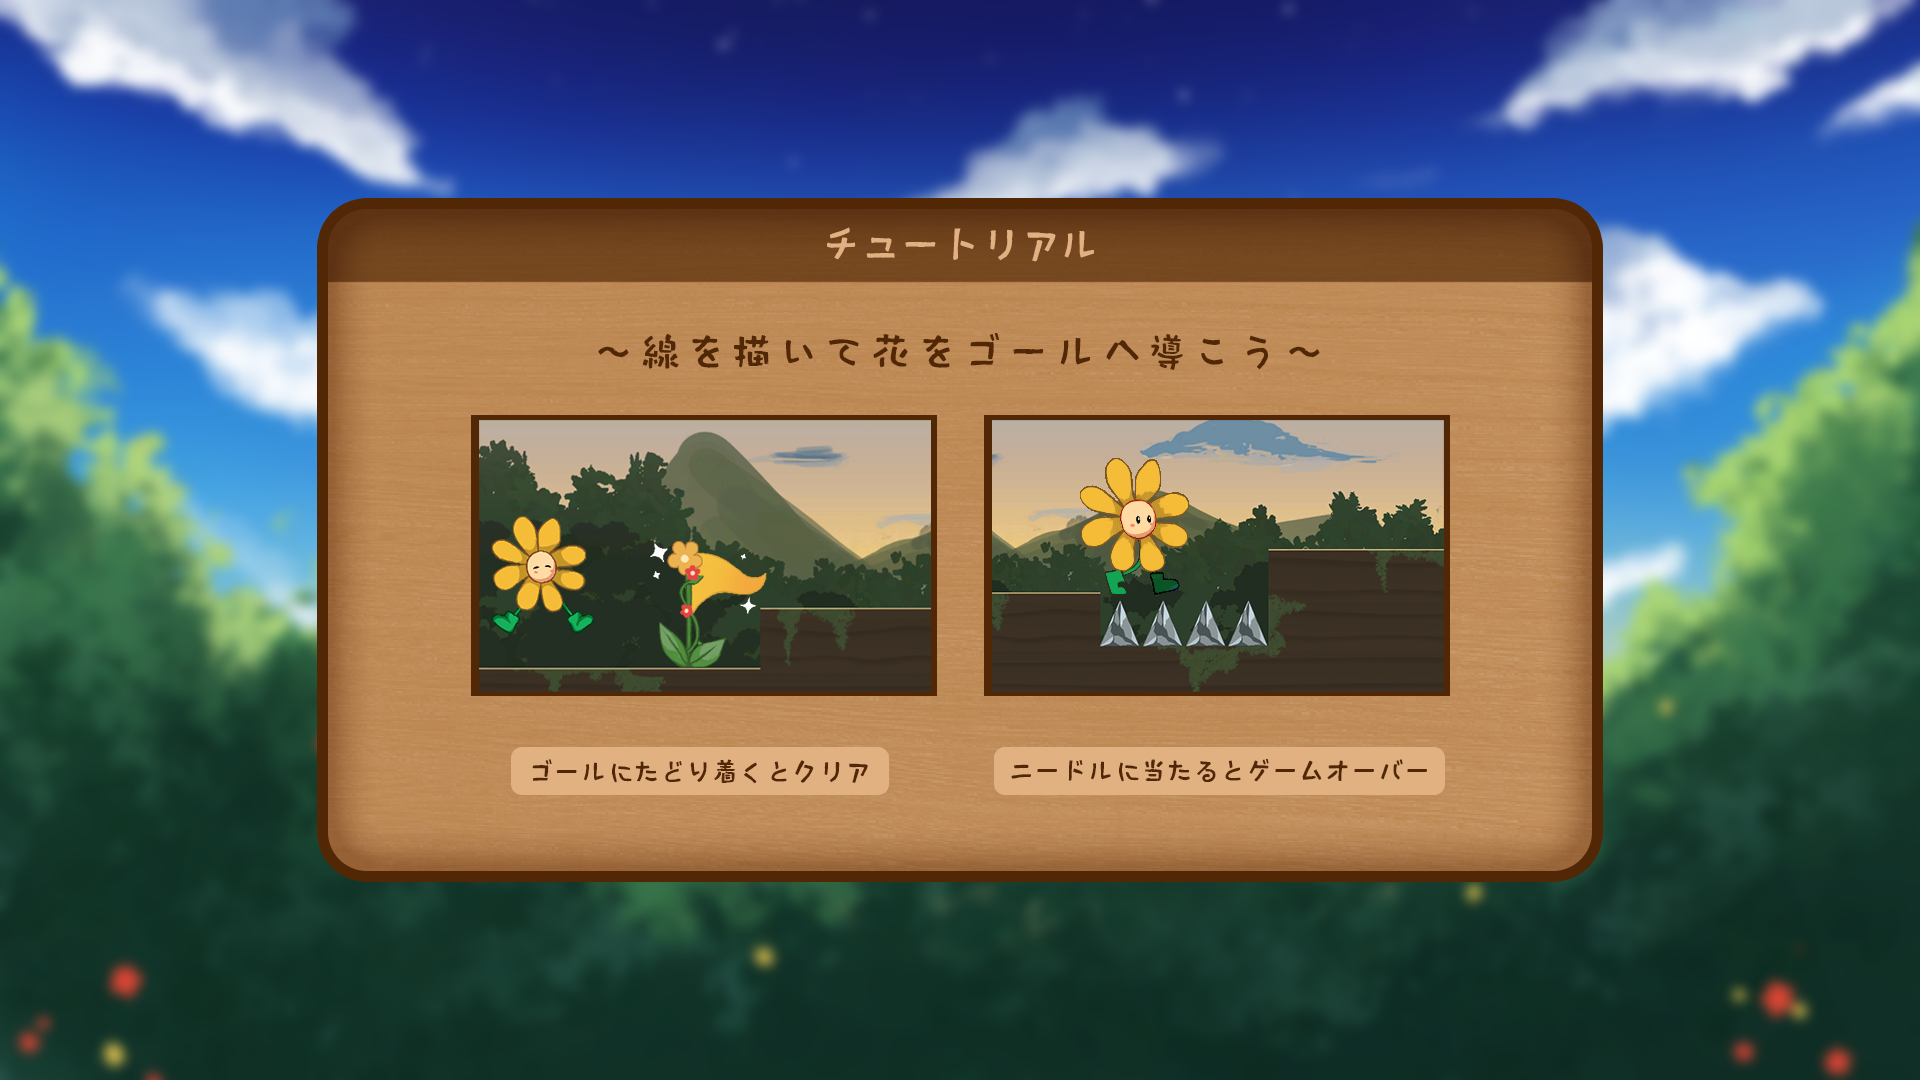 チュートリアル
～線を描いて花をゴールへ導こう～
ゴールにたどり着くとクリア
ニードルに当たるとゲームオーバー